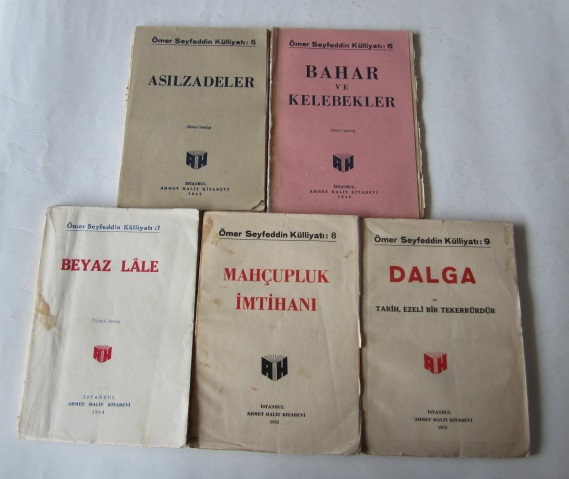 Ömer Seyfeddin Külliyatı: 5
ASILZADELER
İSTANBUL
AHMET HALİT KİTABEVİ
Ömer Seyfeddin Külliyatı: 6
BAHAR
VE
KELEBEKLER
İSTANBUL
AHMET HALİT KİTABEVİ
Ömer Seyfeddin Külliyatı :7
BEYAZ LÂLE
İSTANBUL
AHMET HALİT KİTABEVİ
1944
Ömer Seyfeddin Külliyatı: 8
MAHÇUPLUK
İMTİHANI
İSTANBUL
AHMET HALİT KİTABEVİ
Ömer Seyfeddin Külliyatı: 9
DALGA
ve
TARİH, EZELİ BİR TEKERRÜRDÜR
İSTANBUL
AHMET HALİT KİTABEVİ